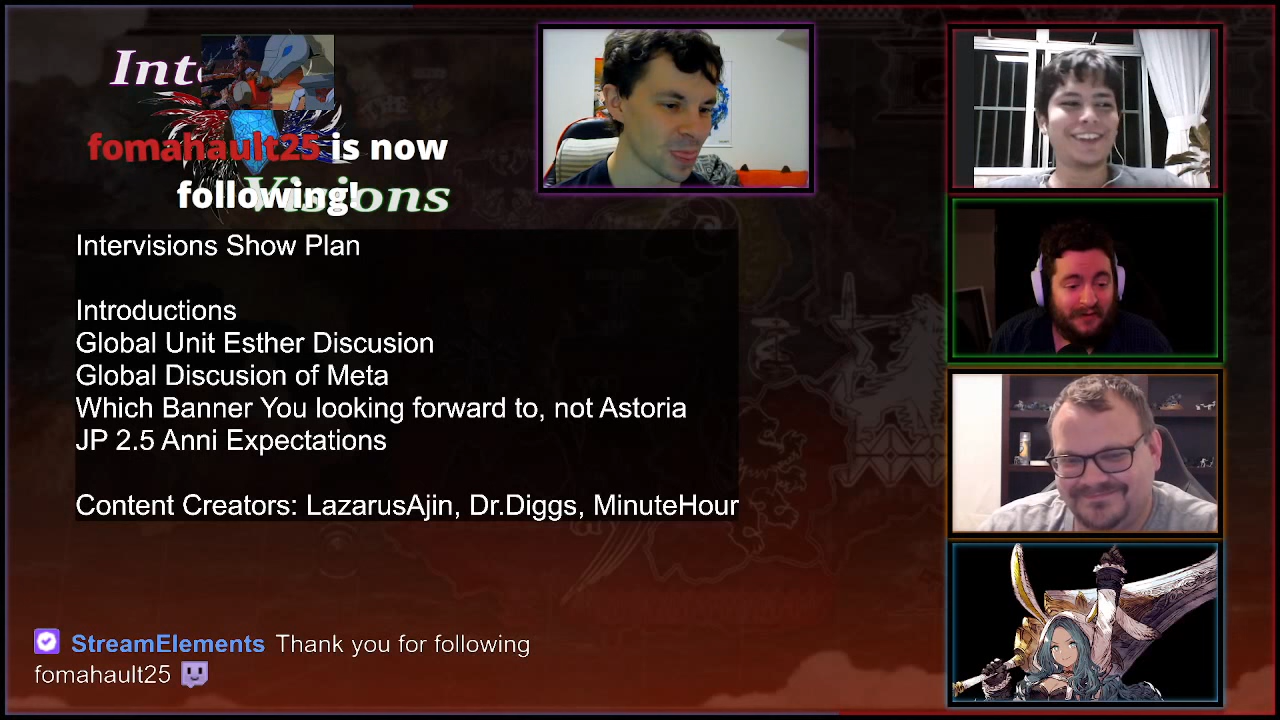 Int
fomahault25 is now
following!
Visions
Intervisions Show Plan
Introductions
Global Unit Esther Discusion
Global Discusion of Meta
Which Banner You looking forward to, not Astoria
JP 2.5 Anni Expectations
Content Creators: LazarusAjin, Dr.Diggs, MinuteHour
StreamElements Thank you for following
fomahault25